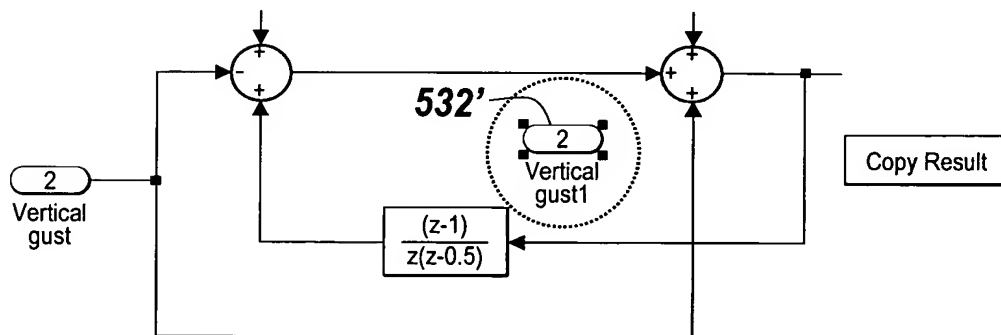 +
-
+
+
+
+
532’
2
Vertical
gust1
Copy Result
2
Vertical
gust
(z-1)
z(z-0.5)